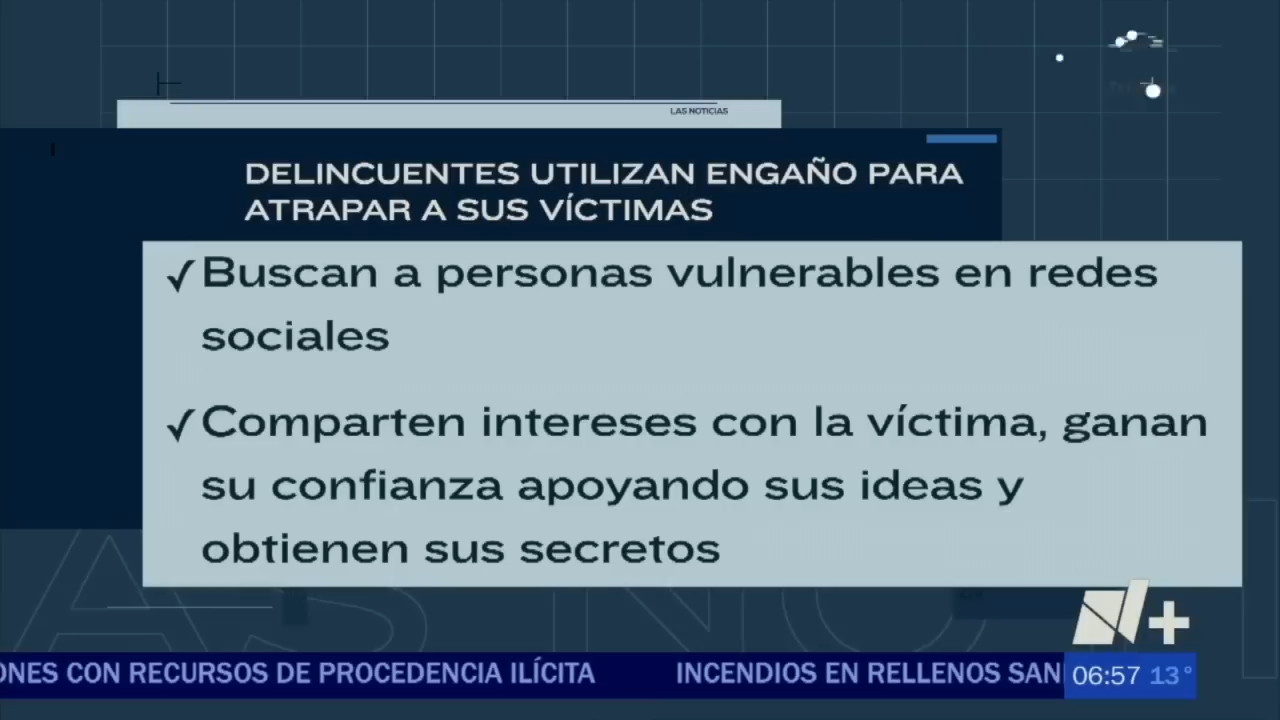 LAS NOTICIAS
DELINCUENTES UTILIZAN ENGAÑO PARA
ATRAPAR A SUS VÍCTIMAS
✓Buscan a personas vulnerables en redes
sociales
✓Comparten intereses con la víctima, ganan
su confianza apoyando sus ideas y
obtienen sus secretos
N+
ONES CON RECURSOS DE PROCEDENCIA ILÍCITA INCENDIOS EN RELLENOS SAN
06:57 13°